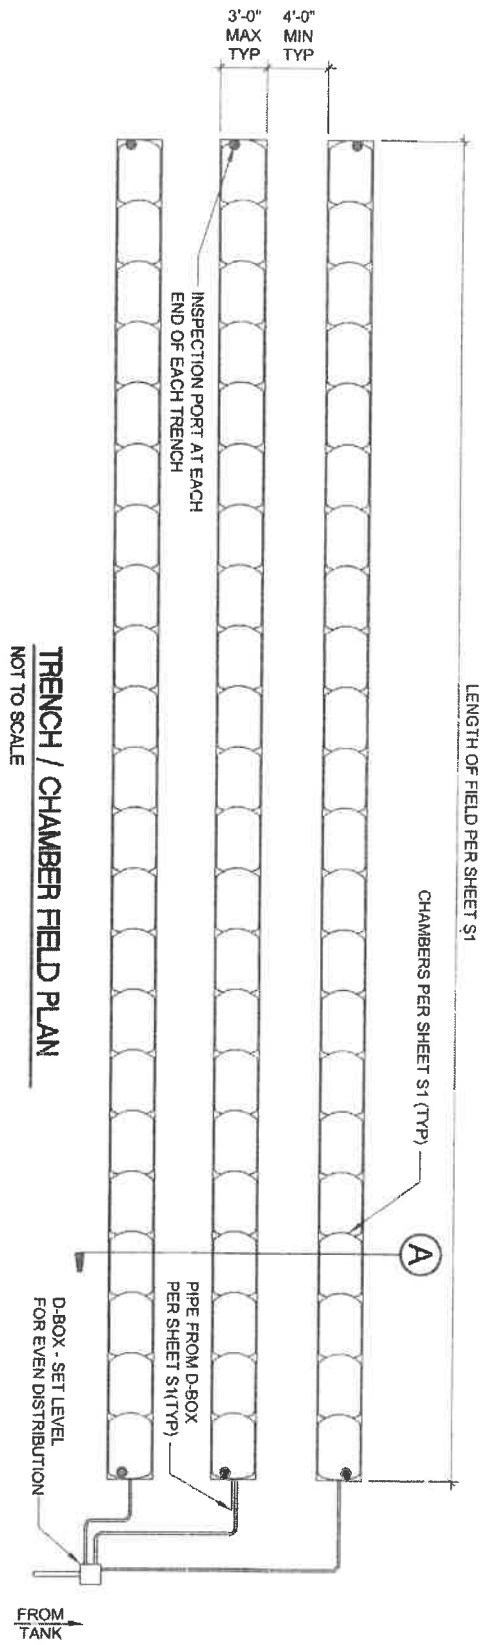 3'-0"
MAX
TYP
4'-0"
MIN
TYP
LENGTH OF FIELD PER SHEET S1
CHAMBERS PER SHEET S1 (TYP)
INSPECTION PORT AT EACH
END OF EACH TRENCH
A
PIPE FROM D-BOX
PER SHEET S1(TYP)
D-BOX - SET LEVEL
FOR EVEN DISTRIBUTION
FROM
TANK
TRENCH / CHAMBER FIELD PLAN
NOT TO SCALE